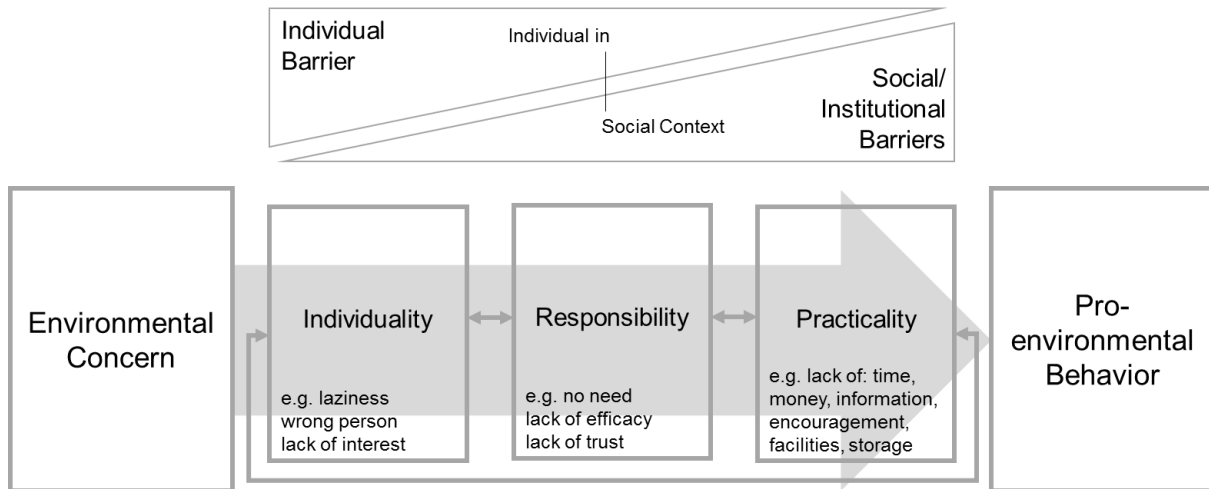 Individual
Barrier
Individual in
Social Context
Social/
Institutional
Barriers
Environmental
Concern
Individuality
e.g. laziness
wrong person
lack of interest
Responsibility
e.g. no need
lack of efficacy
lack of trust
Practicality
e.g. lack of: time,
money, information,
encouragement,
facilities, storage
Pro-
environmental
Behavior